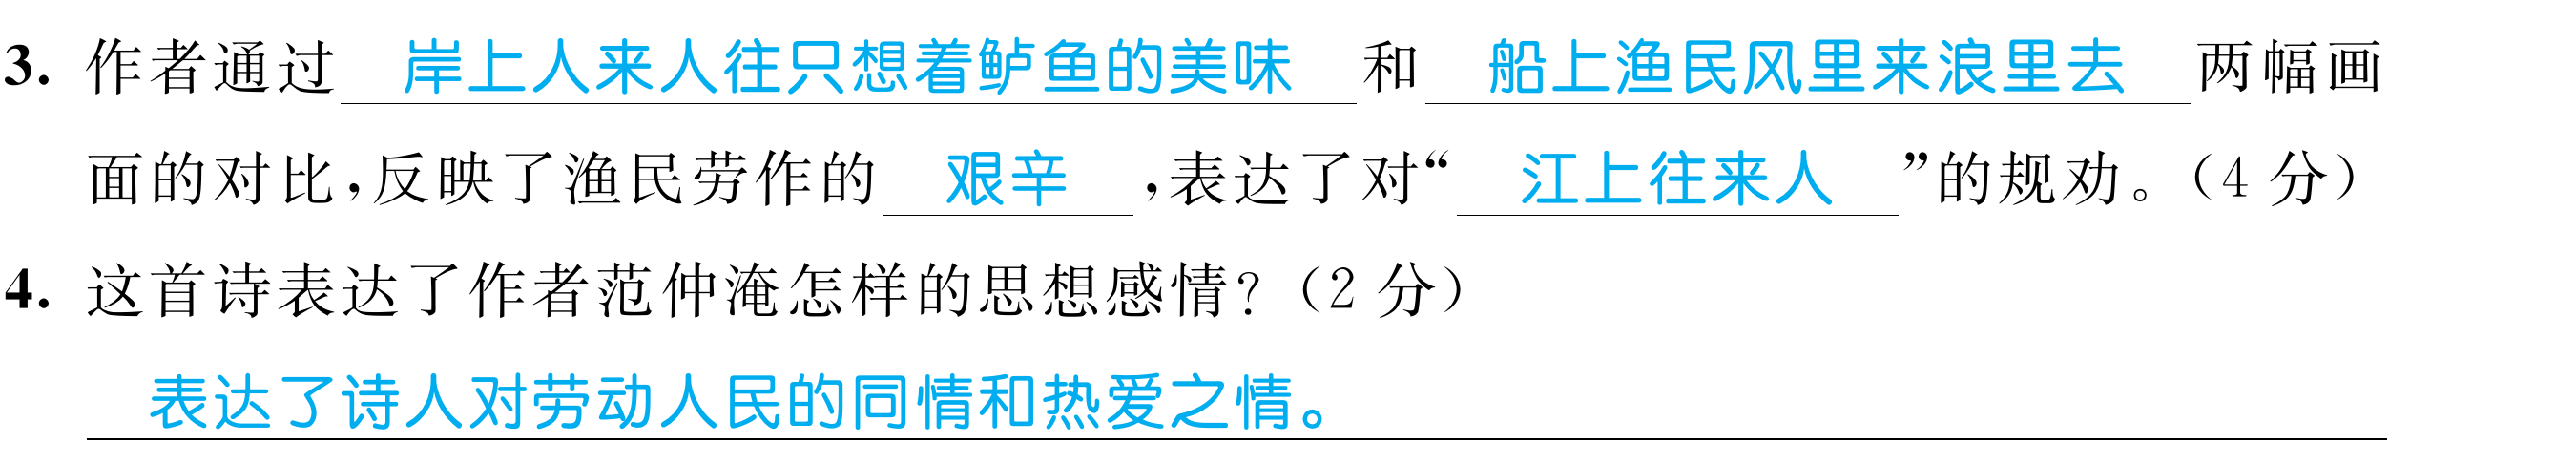 3. 作者通过 岸上人来人往只想着鲈鱼的美味 和 船上渔民风里来浪里去 两幅画
面的对比,反映了渔民劳作的 艰辛 ,表达了对“ 江上往来人 ”的规劝。(4 分)
4. 这首诗表达了作者范仲淹怎样的思想感情?(2 分)
表达了诗人对劳动人民的同情和热爱之情。